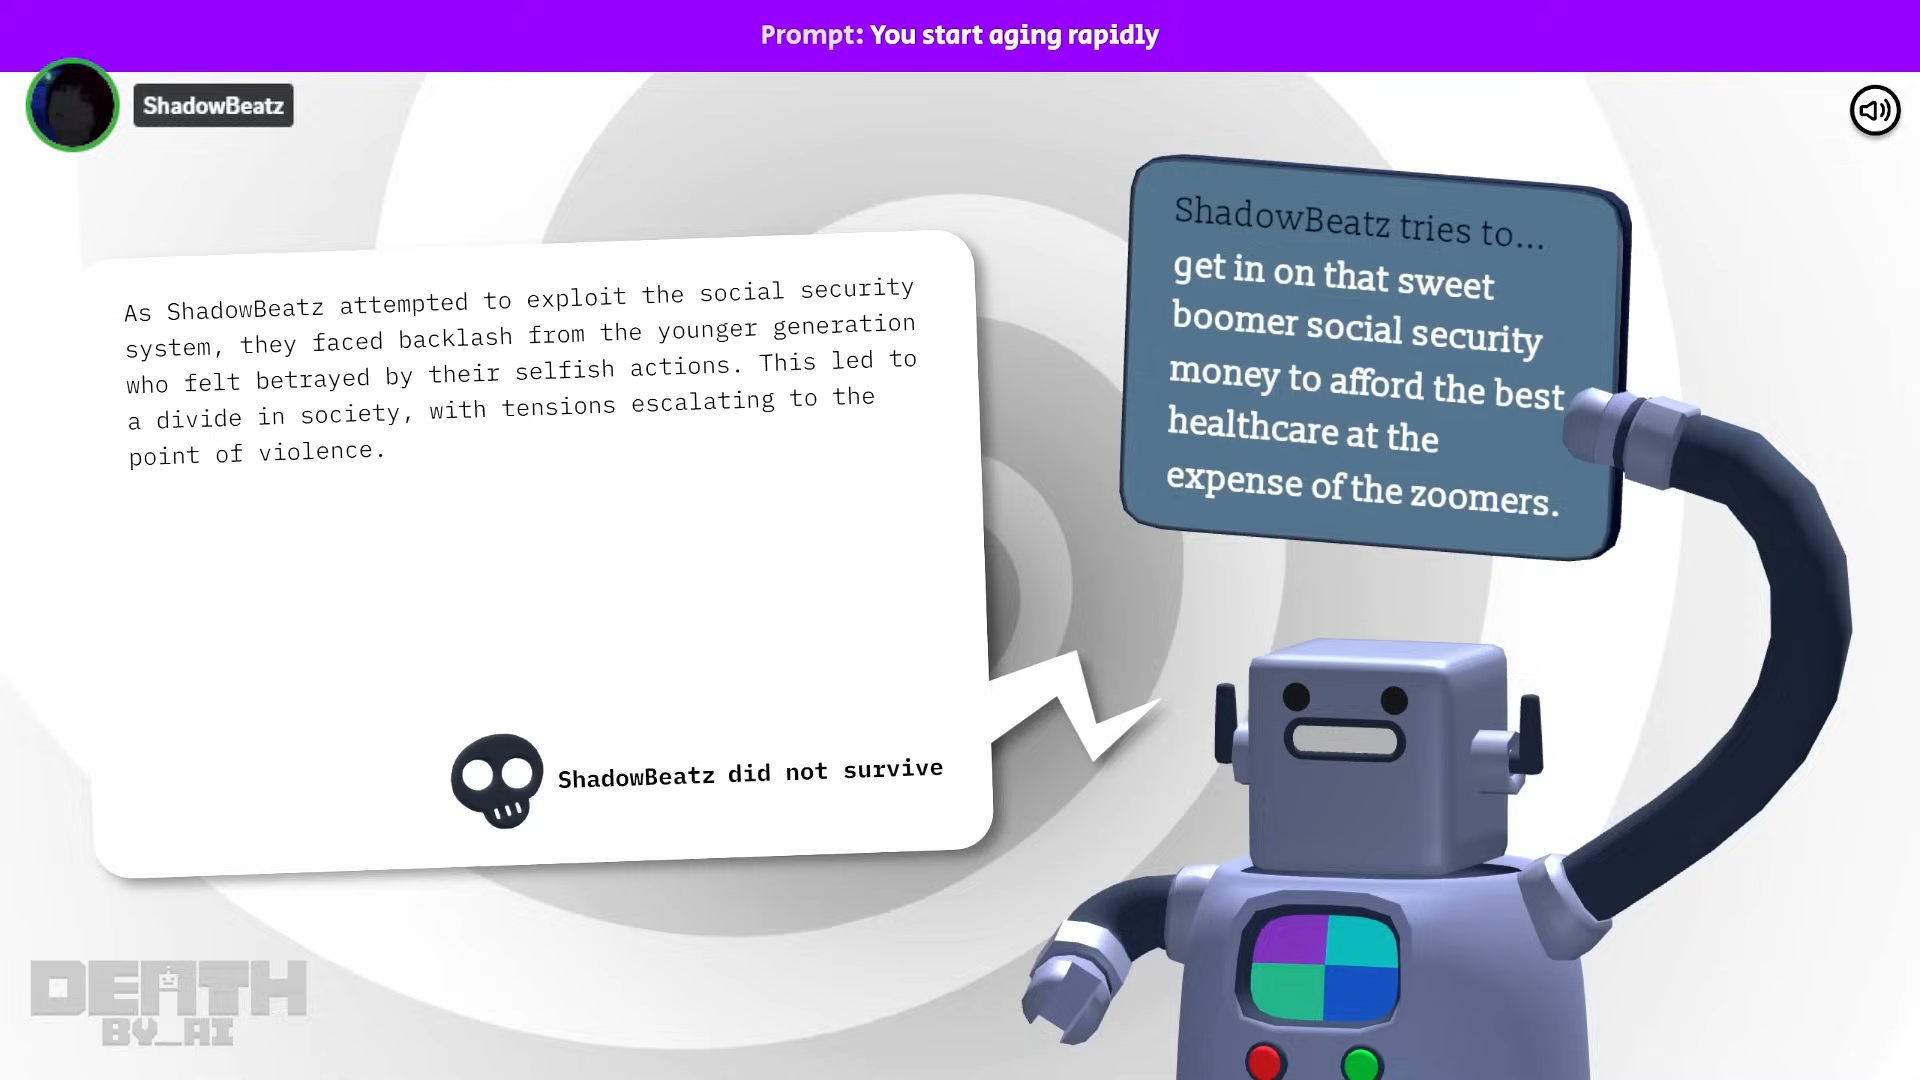 Prompt: You start aging rapidly
ShadowBeatz
ShadowBeatz tries to...
get in on that sweet
boomer social security
money to afford the best
healthcare at the
expense of the zoomers.
As ShadowBeatz attempted to exploit the social security
system, they faced backlash from the younger generation
who felt betrayed by their selfish actions. This led to
a divide in society, with tensions escalating to the
point of violence.
ShadowBeatz did not survive
DEATH
BY_AI